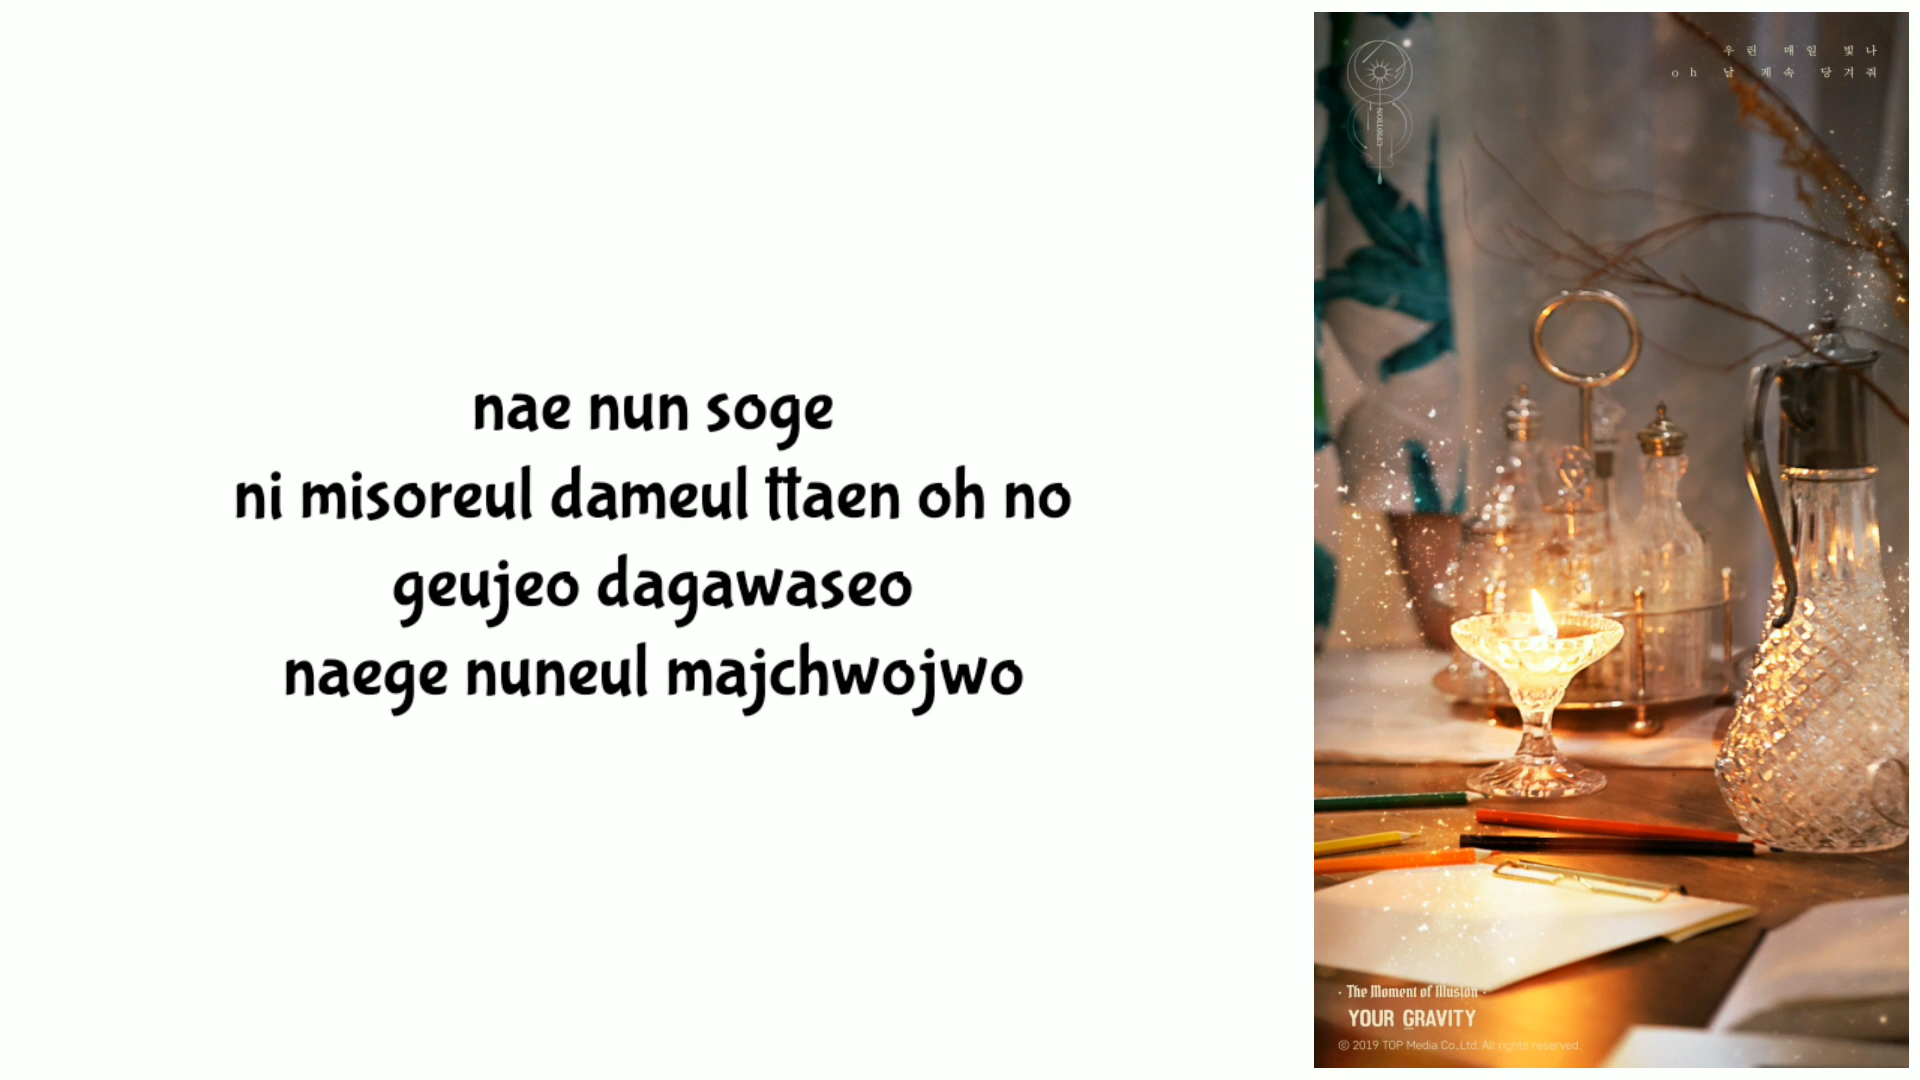 nae nun soge
ni misoreul dameul ttaen oh no
geujeo dagawaseo
naege nuneul majchwojwo
우린 매일 빛나
oh 날 계속 당겨줘
· The Moment of Illusion ·
YOUR GRAVITY
© 2019 TOP Media Co.,Ltd. All rights reserved.